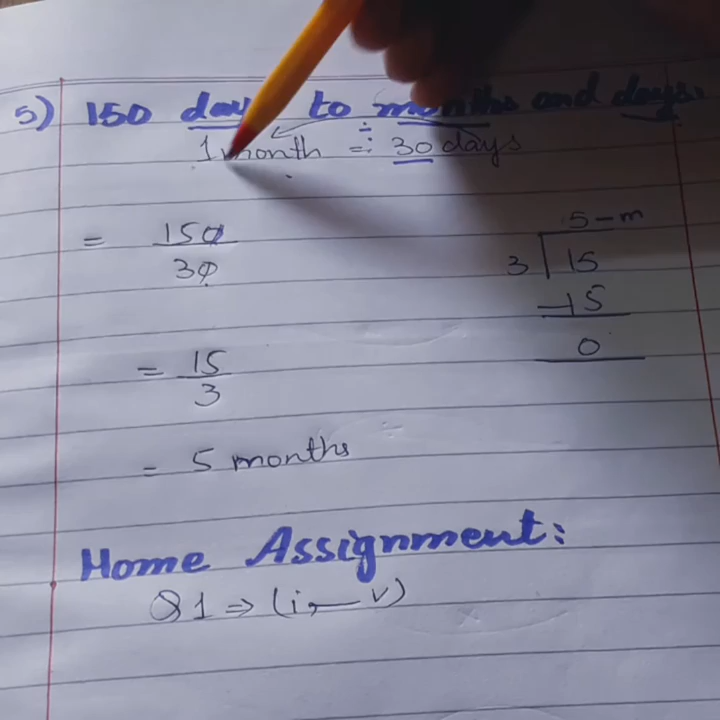 5) 150 days to months and days.
1 month = 30 days
÷
= 150/30
5-m
3 15
-15
0
= 15/3
= 5 months
Home Assignment:
Q1 ⇒ (i, — v)